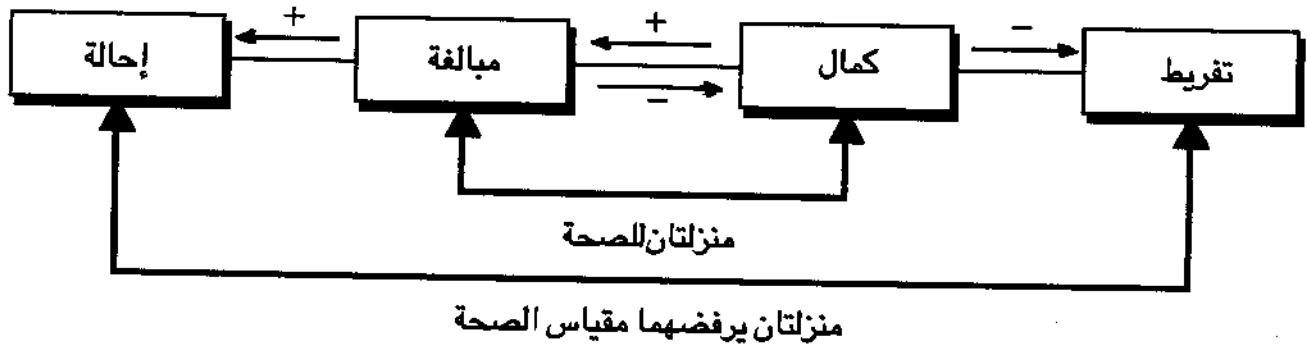 تفريط
كمال
مبالغة
إحالة
−
+
−
+
منزلتان للصحة
منزلتان يرفضهما مقياس الصحة